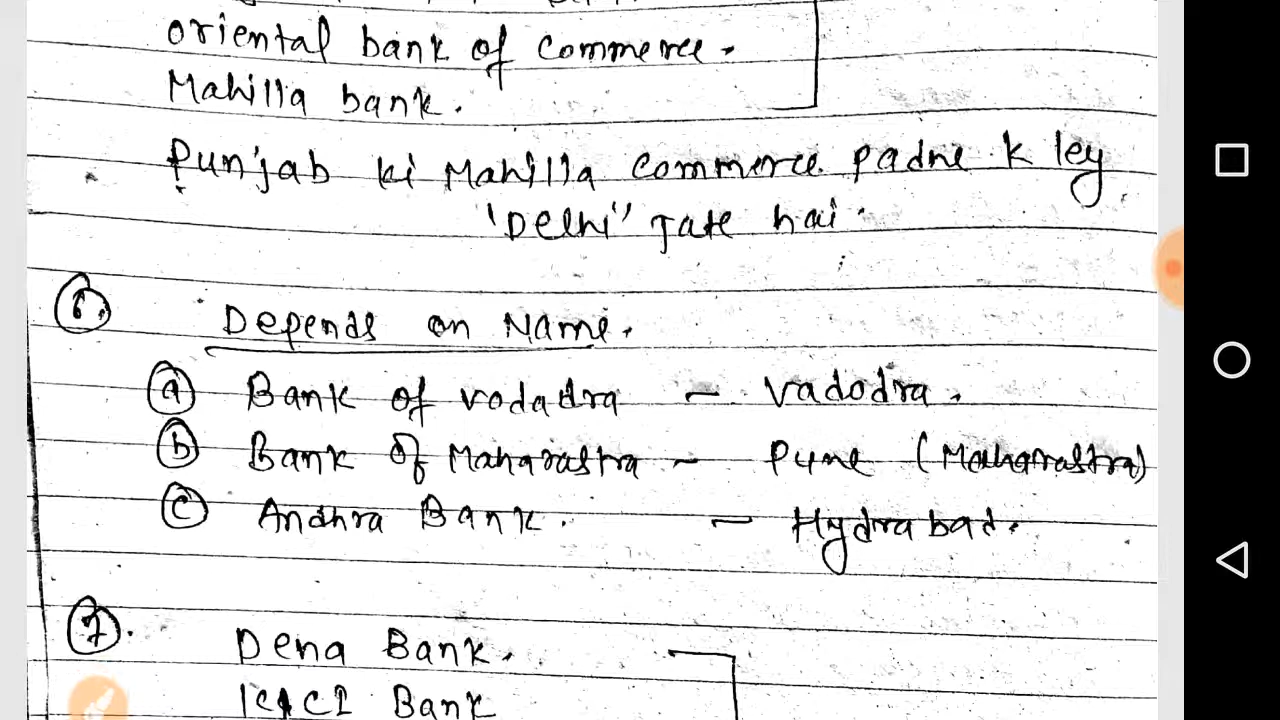 oriental bank of commerce.
Mahilla bank.
Punjab ki Mahilla commerce padne k ley
"Delhi" Jate hai.
6. Depends on Name.
a Bank of vodadra – Vadodra.
b Bank of Maharastra – Pune (Maharastra)
c Andhra Bank. – Hydrabad.
7. Dena Bank.
ICICI Bank